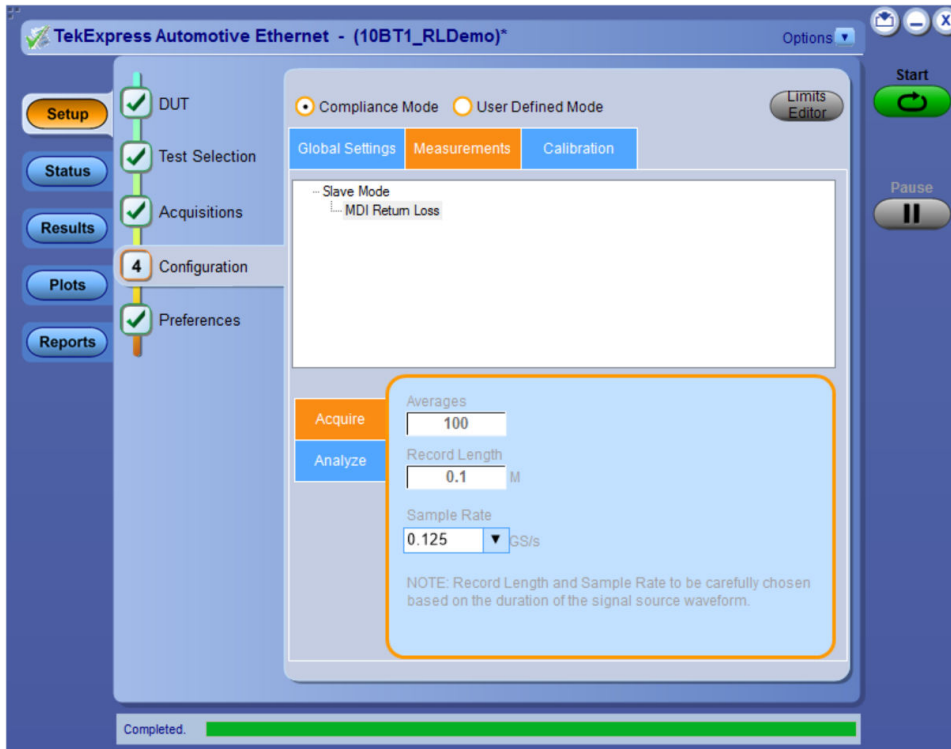 TekExpress Automotive Ethernet - (10BT1_RLDemo)*
Options
X
Start
Pause
Setup
Status
Results
Plots
Reports
DUT
Test Selection
Acquisitions
4 Configuration
Preferences
Compliance Mode User Defined Mode
Limits
Editor
Global Settings Measurements Calibration
Slave Mode
MDI Return Loss
Acquire
Analyze
Averages
100
Record Length
0.1 M
Sample Rate
0.125 GS/s
NOTE: Record Length and Sample Rate to be carefully chosen
based on the duration of the signal source waveform.
Completed.